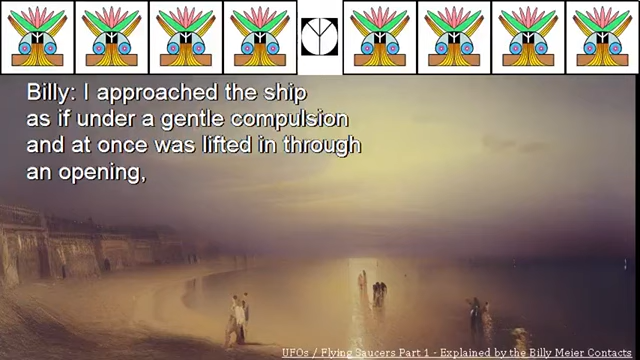 Billy: I approached the ship
as if under a gentle compulsion
and at once was lifted in through
an opening,
UFOs / Flying Saucers Part 1 - Explained by the Billy Meier Contacts